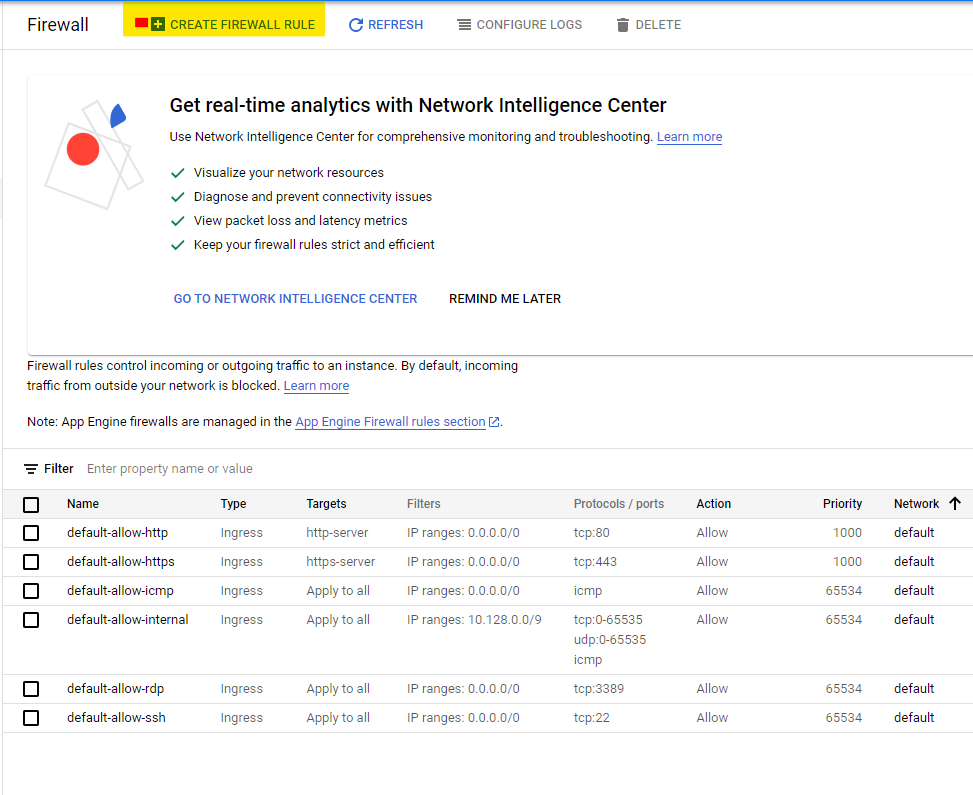 Firewall
CREATE FIREWALL RULE
REFRESH
CONFIGURE LOGS
DELETE
Get real-time analytics with Network Intelligence Center
Use Network Intelligence Center for comprehensive monitoring and troubleshooting. Learn more
Visualize your network resources
Diagnose and prevent connectivity issues
View packet loss and latency metrics
Keep your firewall rules strict and efficient
GO TO NETWORK INTELLIGENCE CENTER
REMIND ME LATER
Firewall rules control incoming or outgoing traffic to an instance. By default, incoming
traffic from outside your network is blocked. Learn more
Note: App Engine firewalls are managed in the App Engine Firewall rules section.
Filter Enter property name or value
Name Type Targets Filters Protocols / ports Action Priority Network
default-allow-http Ingress http-server IP ranges: 0.0.0.0/0 tcp:80 Allow 1000 default
default-allow-https Ingress https-server IP ranges: 0.0.0.0/0 tcp:443 Allow 1000 default
default-allow-icmp Ingress Apply to all IP ranges: 0.0.0.0/0 icmp Allow 65534 default
default-allow-internal Ingress Apply to all IP ranges: 10.128.0.0/9 tcp:0-65535 Allow 65534 default
udp:0-65535
icmp
default-allow-rdp Ingress Apply to all IP ranges: 0.0.0.0/0 tcp:3389 Allow 65534 default
default-allow-ssh Ingress Apply to all IP ranges: 0.0.0.0/0 tcp:22 Allow 65534 default